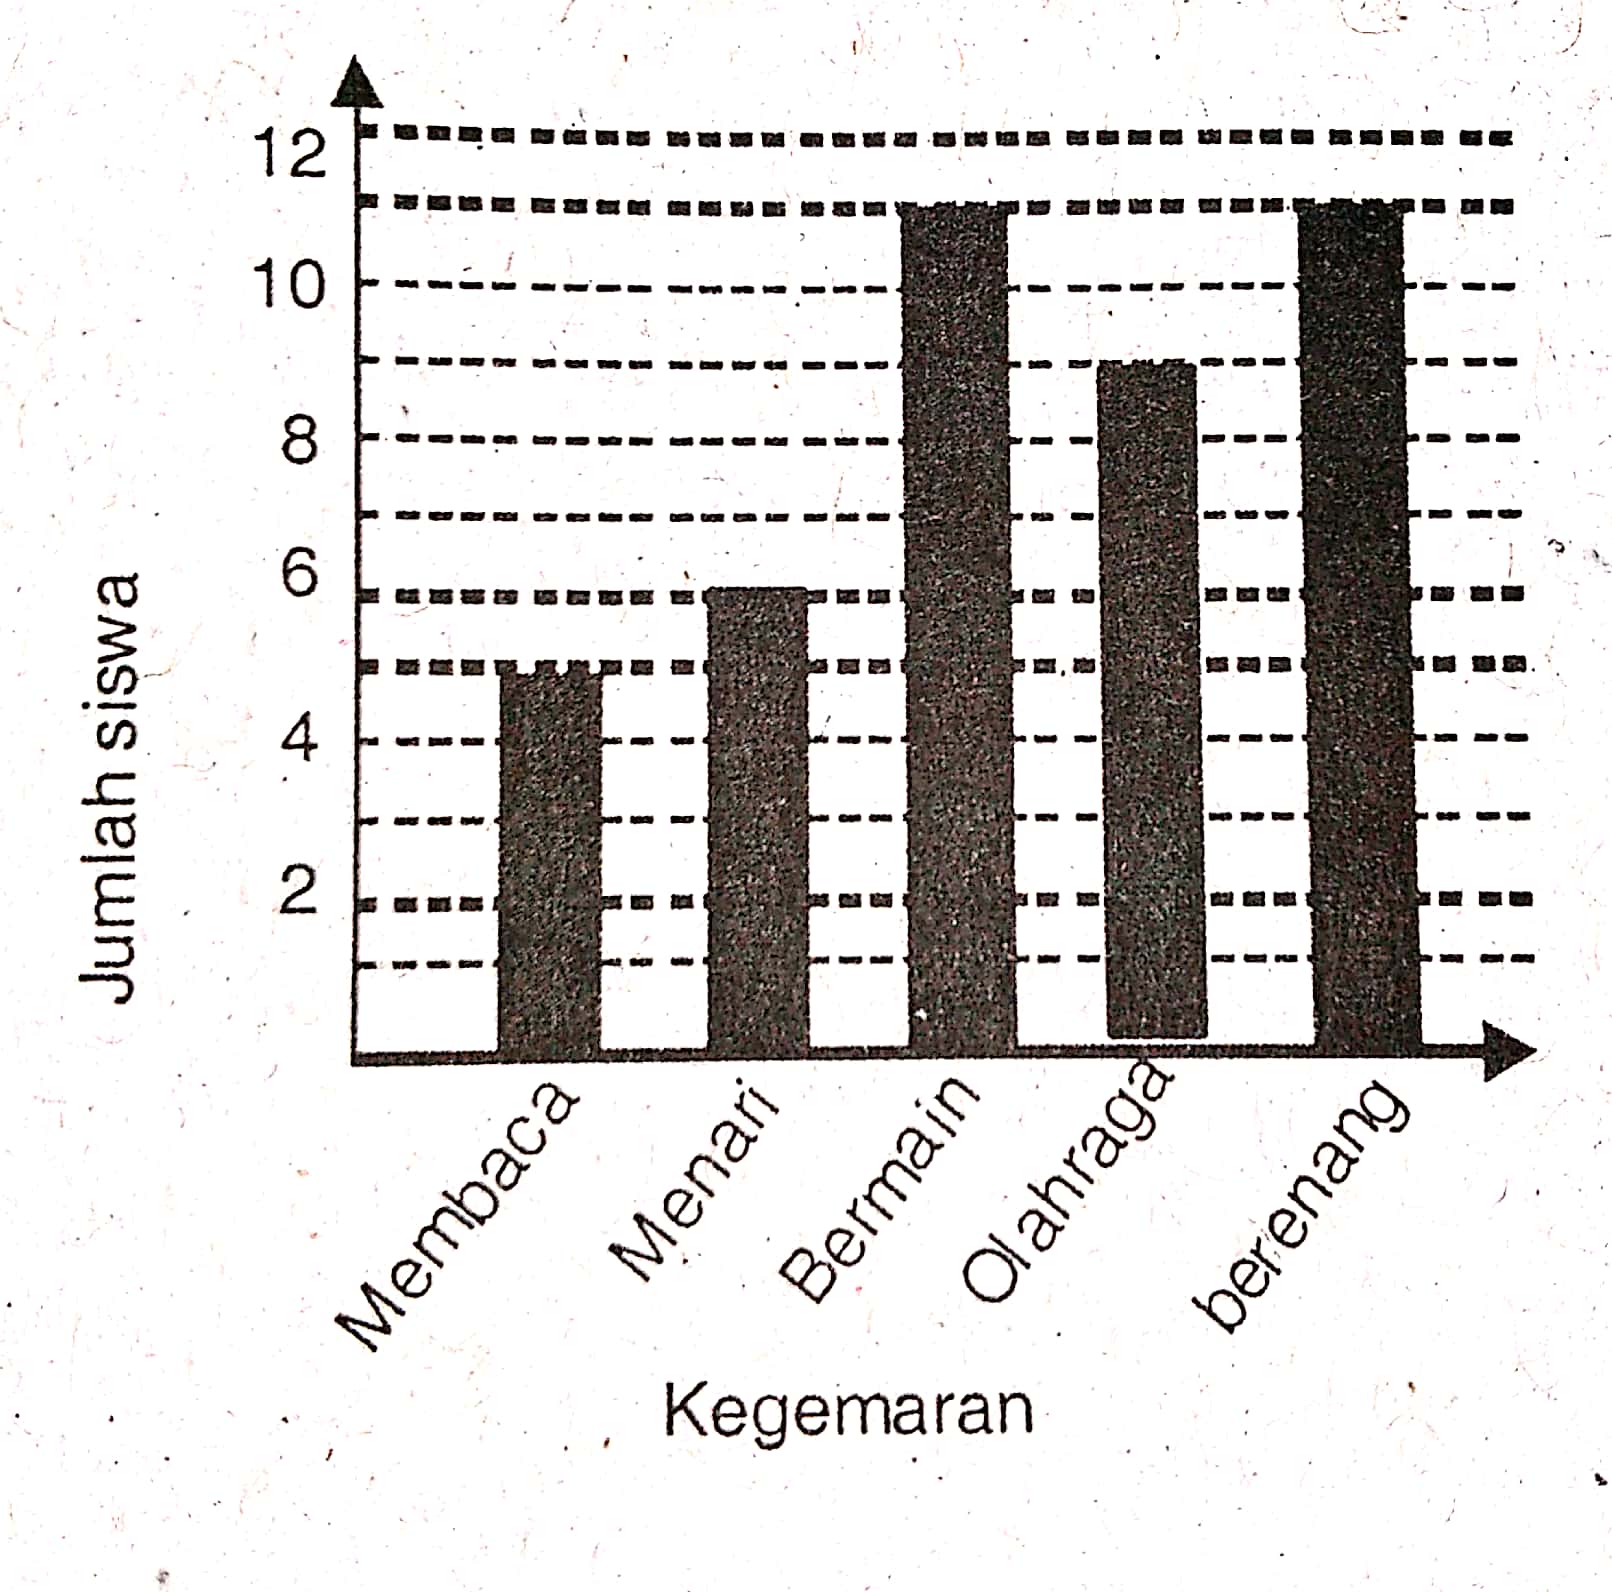 Jumlah siswa
12
10
8
6
4
2
Membaca
Menari
Bermain
Olahraga
berenang
Kegemaran